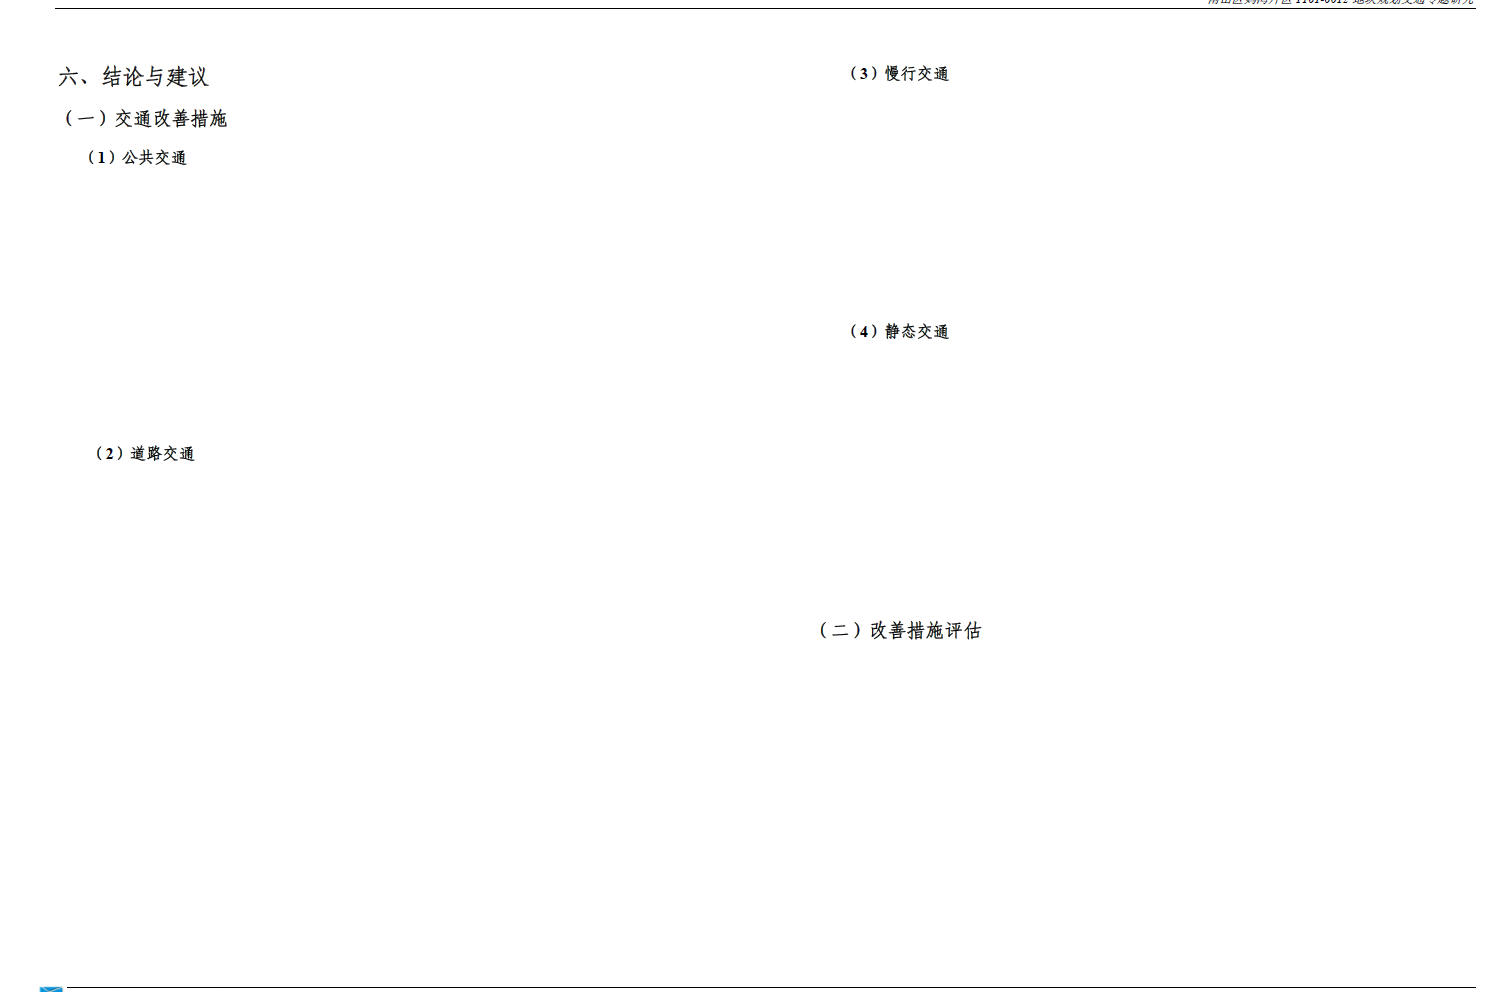 六、结论与建议
（一）交通改善措施
（1）公共交通
（2）道路交通
（3）慢行交通
（4）静态交通
（二）改善措施评估